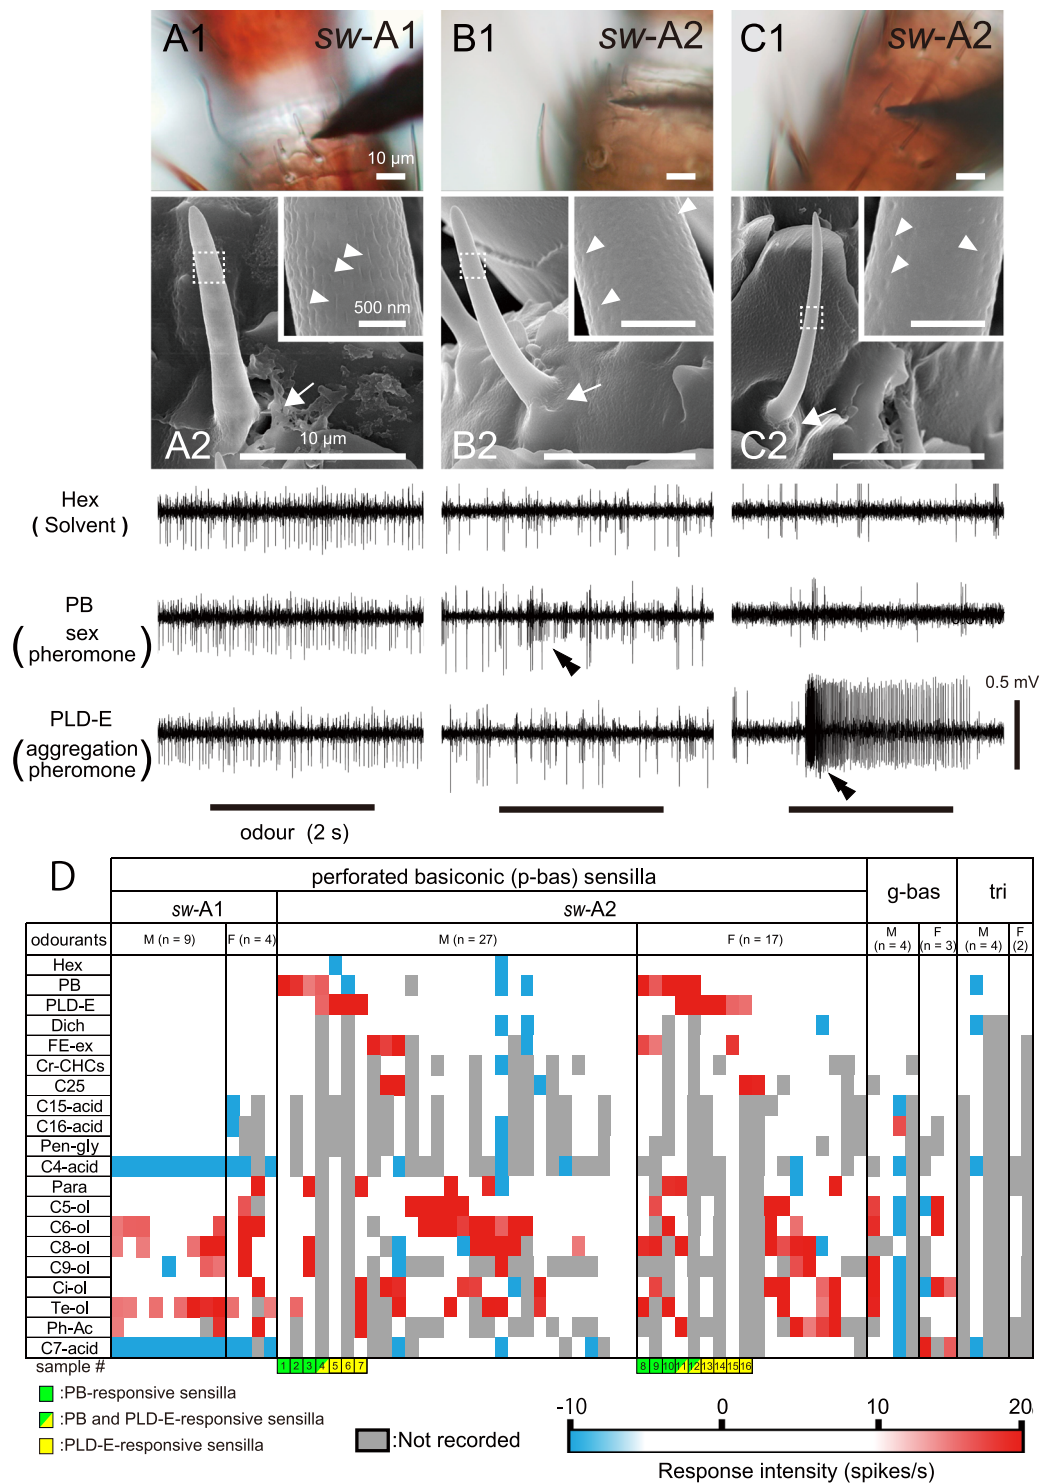 A1 sw-A1
B1 sw-A2
C1 sw-A2
10 µm
500 nm
A2 10 µm
B2
C2
Hex
( Solvent )
PB
( sex
pheromone )
PLD-E
( aggregation
pheromone )
0.5 mV
odour (2 s)
D
perforated basiconic (p-bas) sensilla
g-bas
tri
sw-A1
sw-A2
odourants
M (n = 9)
F (n = 4)
M (n = 27)
F (n = 17)
M
(n = 4)
F
(n = 3)
M
(n = 4)
F
(2)
Hex
PB
PLD-E
Dich
FE-ex
Cr-CHCs
C25
C15-acid
C16-acid
Pen-gly
C4-acid
Para
C5-ol
C6-ol
C8-ol
C9-ol
Ci-ol
Te-ol
Ph-Ac
C7-acid
sample # 1 2 3 4 5 6 7 8 9 10 11 12 13 14 15 16
:PB-responsive sensilla
:PB and PLD-E-responsive sensilla
:PLD-E-responsive sensilla
:Not recorded
-10 0 10 20
Response intensity (spikes/s)